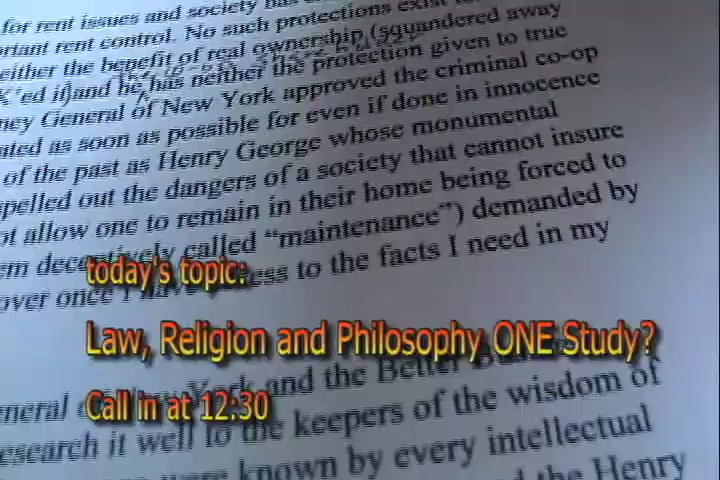 for rent issues and society has
rtant rent control. No such protections exist
either the benefit of real ownership (squandered away
K'ed it)and he has neither the protection given to true
ney General of New York approved the criminal co-op
ated as soon as possible for even if done in innocence
of the past as Henry George whose monumental
pelled out the dangers of a society that cannot insure
ot allow one to remain in their home being forced to
em deceptively called “maintenance”) demanded by
over once I have access to the facts I need in my
today's topic:
Law, Religion and Philosophy ONE Study?
neral York and the Better
Call in at 12:30
esearch it well to the keepers of the wisdom of
were known by every intellectual
the Henry